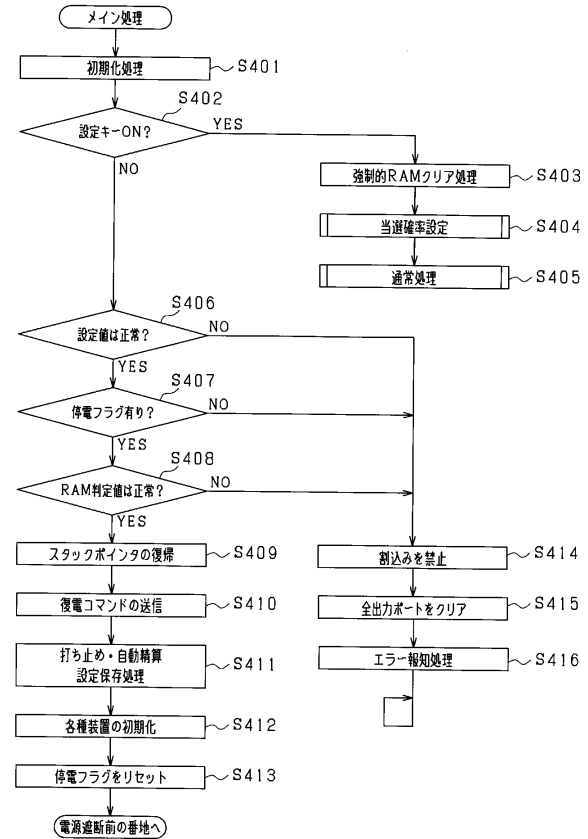 メイン処理
初期化処理
S401
S402
設定キーON?
YES
NO
強制的RAMクリア処理
S403
当選確率設定
S404
通常処理
S405
S406
設定値は正常?
NO
YES
S407
停電フラグ有り?
NO
YES
S408
RAM判定値は正常?
NO
YES
スタックポインタの復帰
S409
復電コマンドの送信
S410
打ち止め・自動精算
設定保存処理
S411
各種装置の初期化
S412
停電フラグをリセット
S413
電源遮断前の番地へ
割込みを禁止
S414
全出力ポートをクリア
S415
エラー報知処理
S416